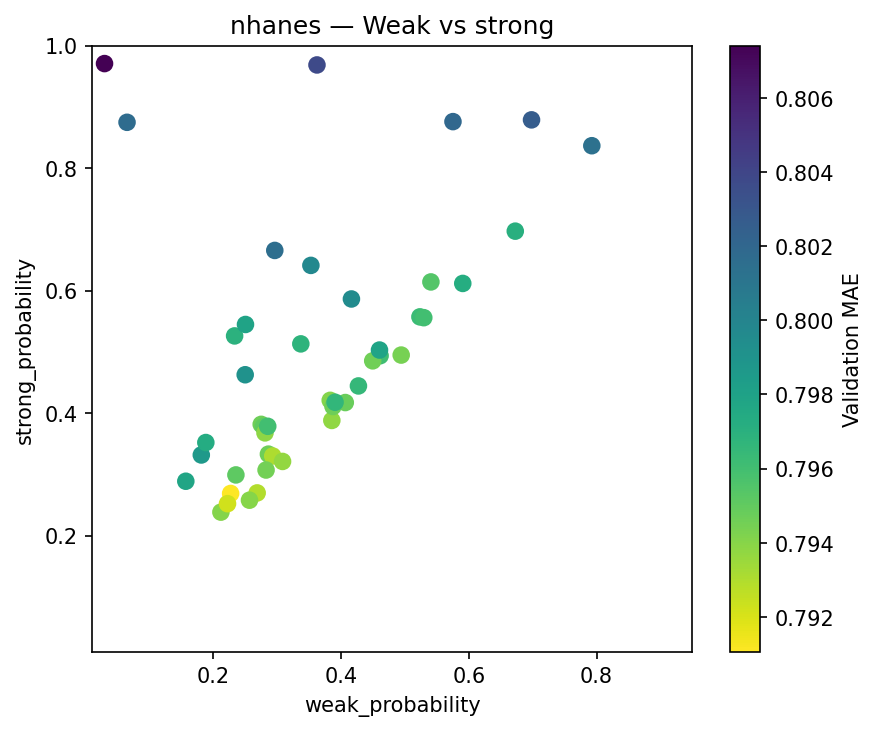 nhanes — Weak vs strong
1.0
0.8
0.6
0.4
0.2
strong_probability
0.2 0.4 0.6 0.8
weak_probability
0.806
0.804
0.802
0.800
0.798
0.796
0.794
0.792
Validation MAE